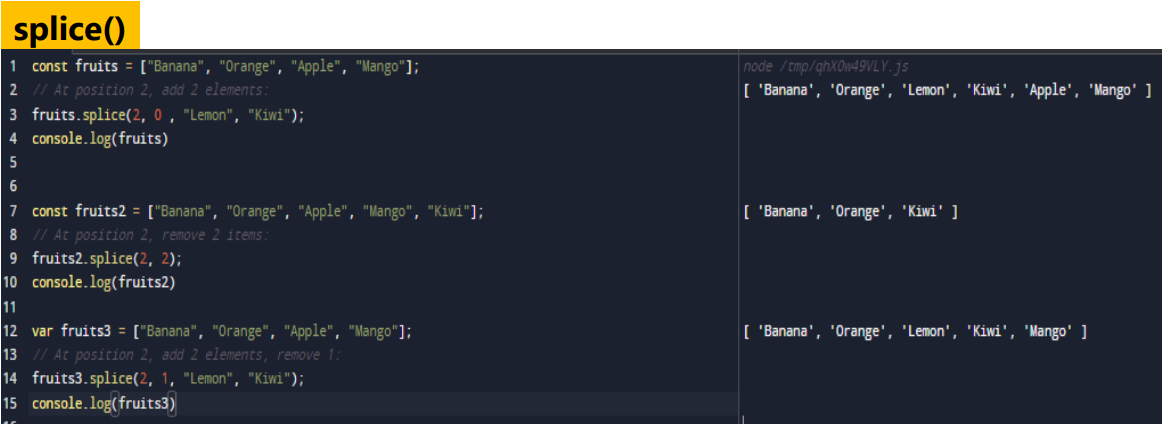 splice()
1 const fruits = ["Banana", "Orange", "Apple", "Mango"];
2 // At position 2, add 2 elements:
3 fruits.splice(2, 0 , "Lemon", "Kiwi");
4 console.log(fruits)
5
6
7 const fruits2 = ["Banana", "Orange", "Apple", "Mango", "Kiwi"];
8 // At position 2, remove 2 items:
9 fruits2.splice(2, 2);
10 console.log(fruits2)
11
12 var fruits3 = ["Banana", "Orange", "Apple", "Mango"];
13 // At position 2, add 2 elements, remove 1:
14 fruits3.splice(2, 1, "Lemon", "Kiwi");
15 console.log(fruits3)
node /tmp/qhX0w49VLY.js
[ 'Banana', 'Orange', 'Lemon', 'Kiwi', 'Apple', 'Mango' ]
[ 'Banana', 'Orange', 'Kiwi' ]
[ 'Banana', 'Orange', 'Lemon', 'Kiwi', 'Mango' ]